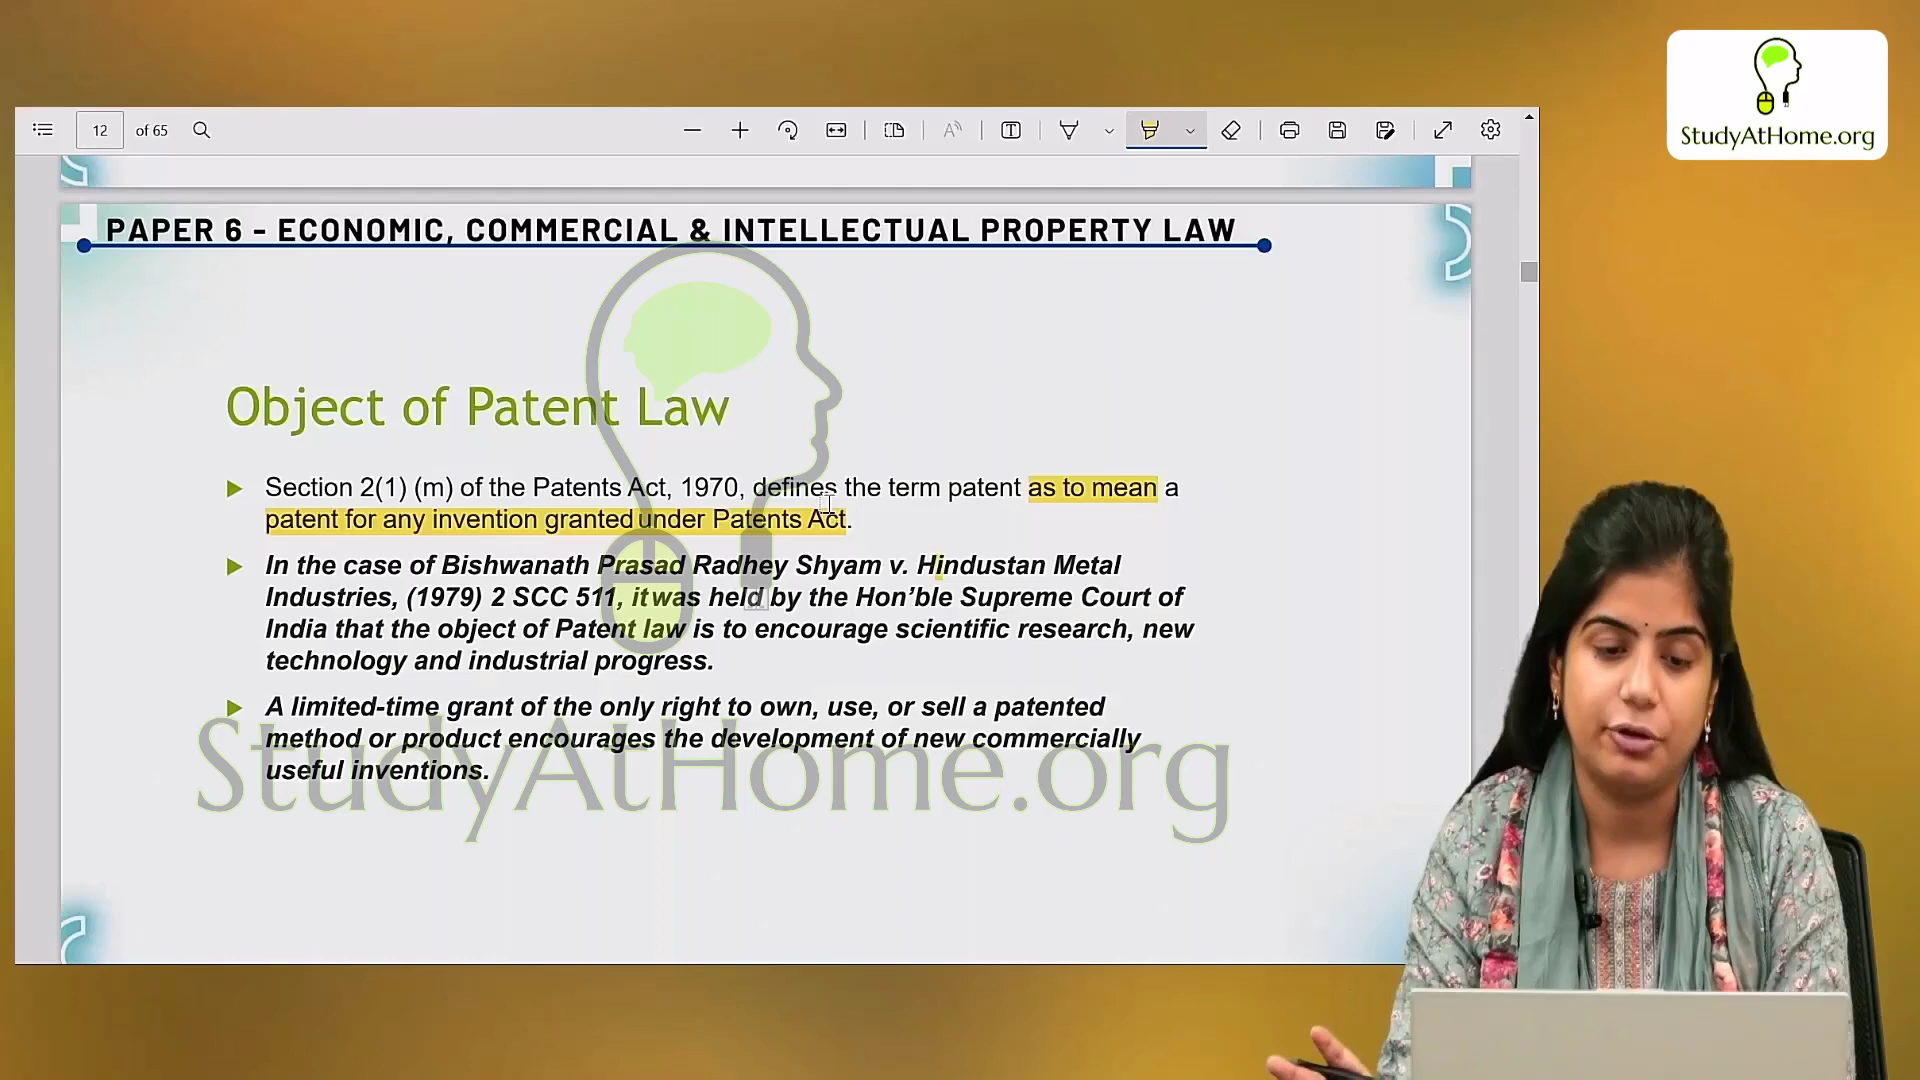 StudyAtHome.org
12 of 65
PAPER 6 - ECONOMIC, COMMERCIAL & INTELLECTUAL PROPERTY LAW
Object of Patent Law
Section 2(1) (m) of the Patents Act, 1970, defines the term patent as to mean a
patent for any invention granted under Patents Act.
In the case of Bishwanath Prasad Radhey Shyam v. Hindustan Metal
Industries, (1979) 2 SCC 511, it was held by the Hon’ble Supreme Court of
India that the object of Patent law is to encourage scientific research, new
technology and industrial progress.
A limited-time grant of the only right to own, use, or sell a patented
method or product encourages the development of new commercially
useful inventions.
StudyAtHome.org